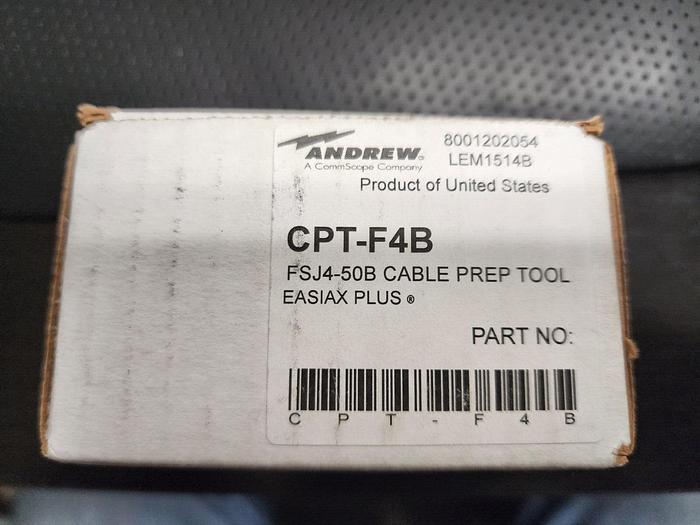 ANDREW®
A CommScope Company
8001202054
LEM1514B
Product of United States
CPT-F4B
FSJ4-50B CABLE PREP TOOL
EASIAX PLUS ®
PART NO:
C P T - F 4 B